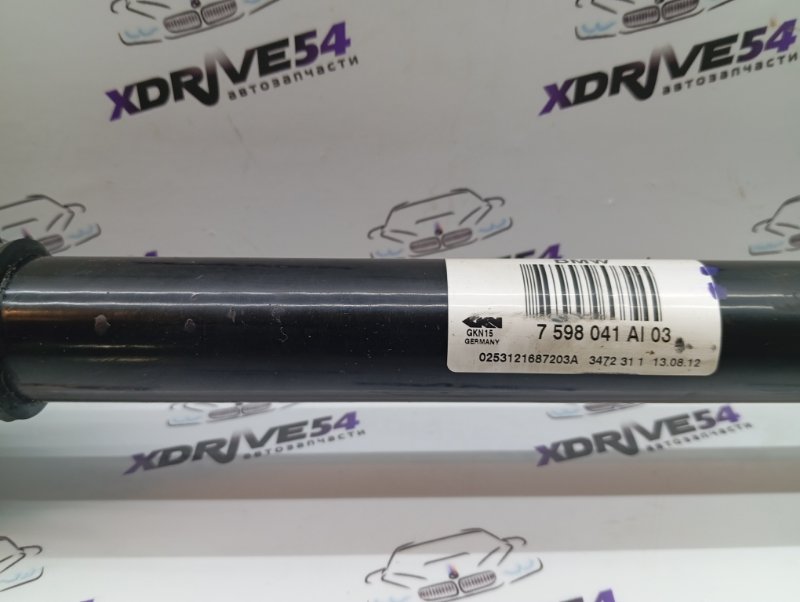 XDRIVE54
автозапчасти
XDRIVE54
автозапчасти
BMW
GKN
GKN15
GERMANY
7 598 041 AI 03
0253121687203A 3472 31 1 13.08.12
XDRIVE54
автозапчасти
XDRIVE54
автозапчасти